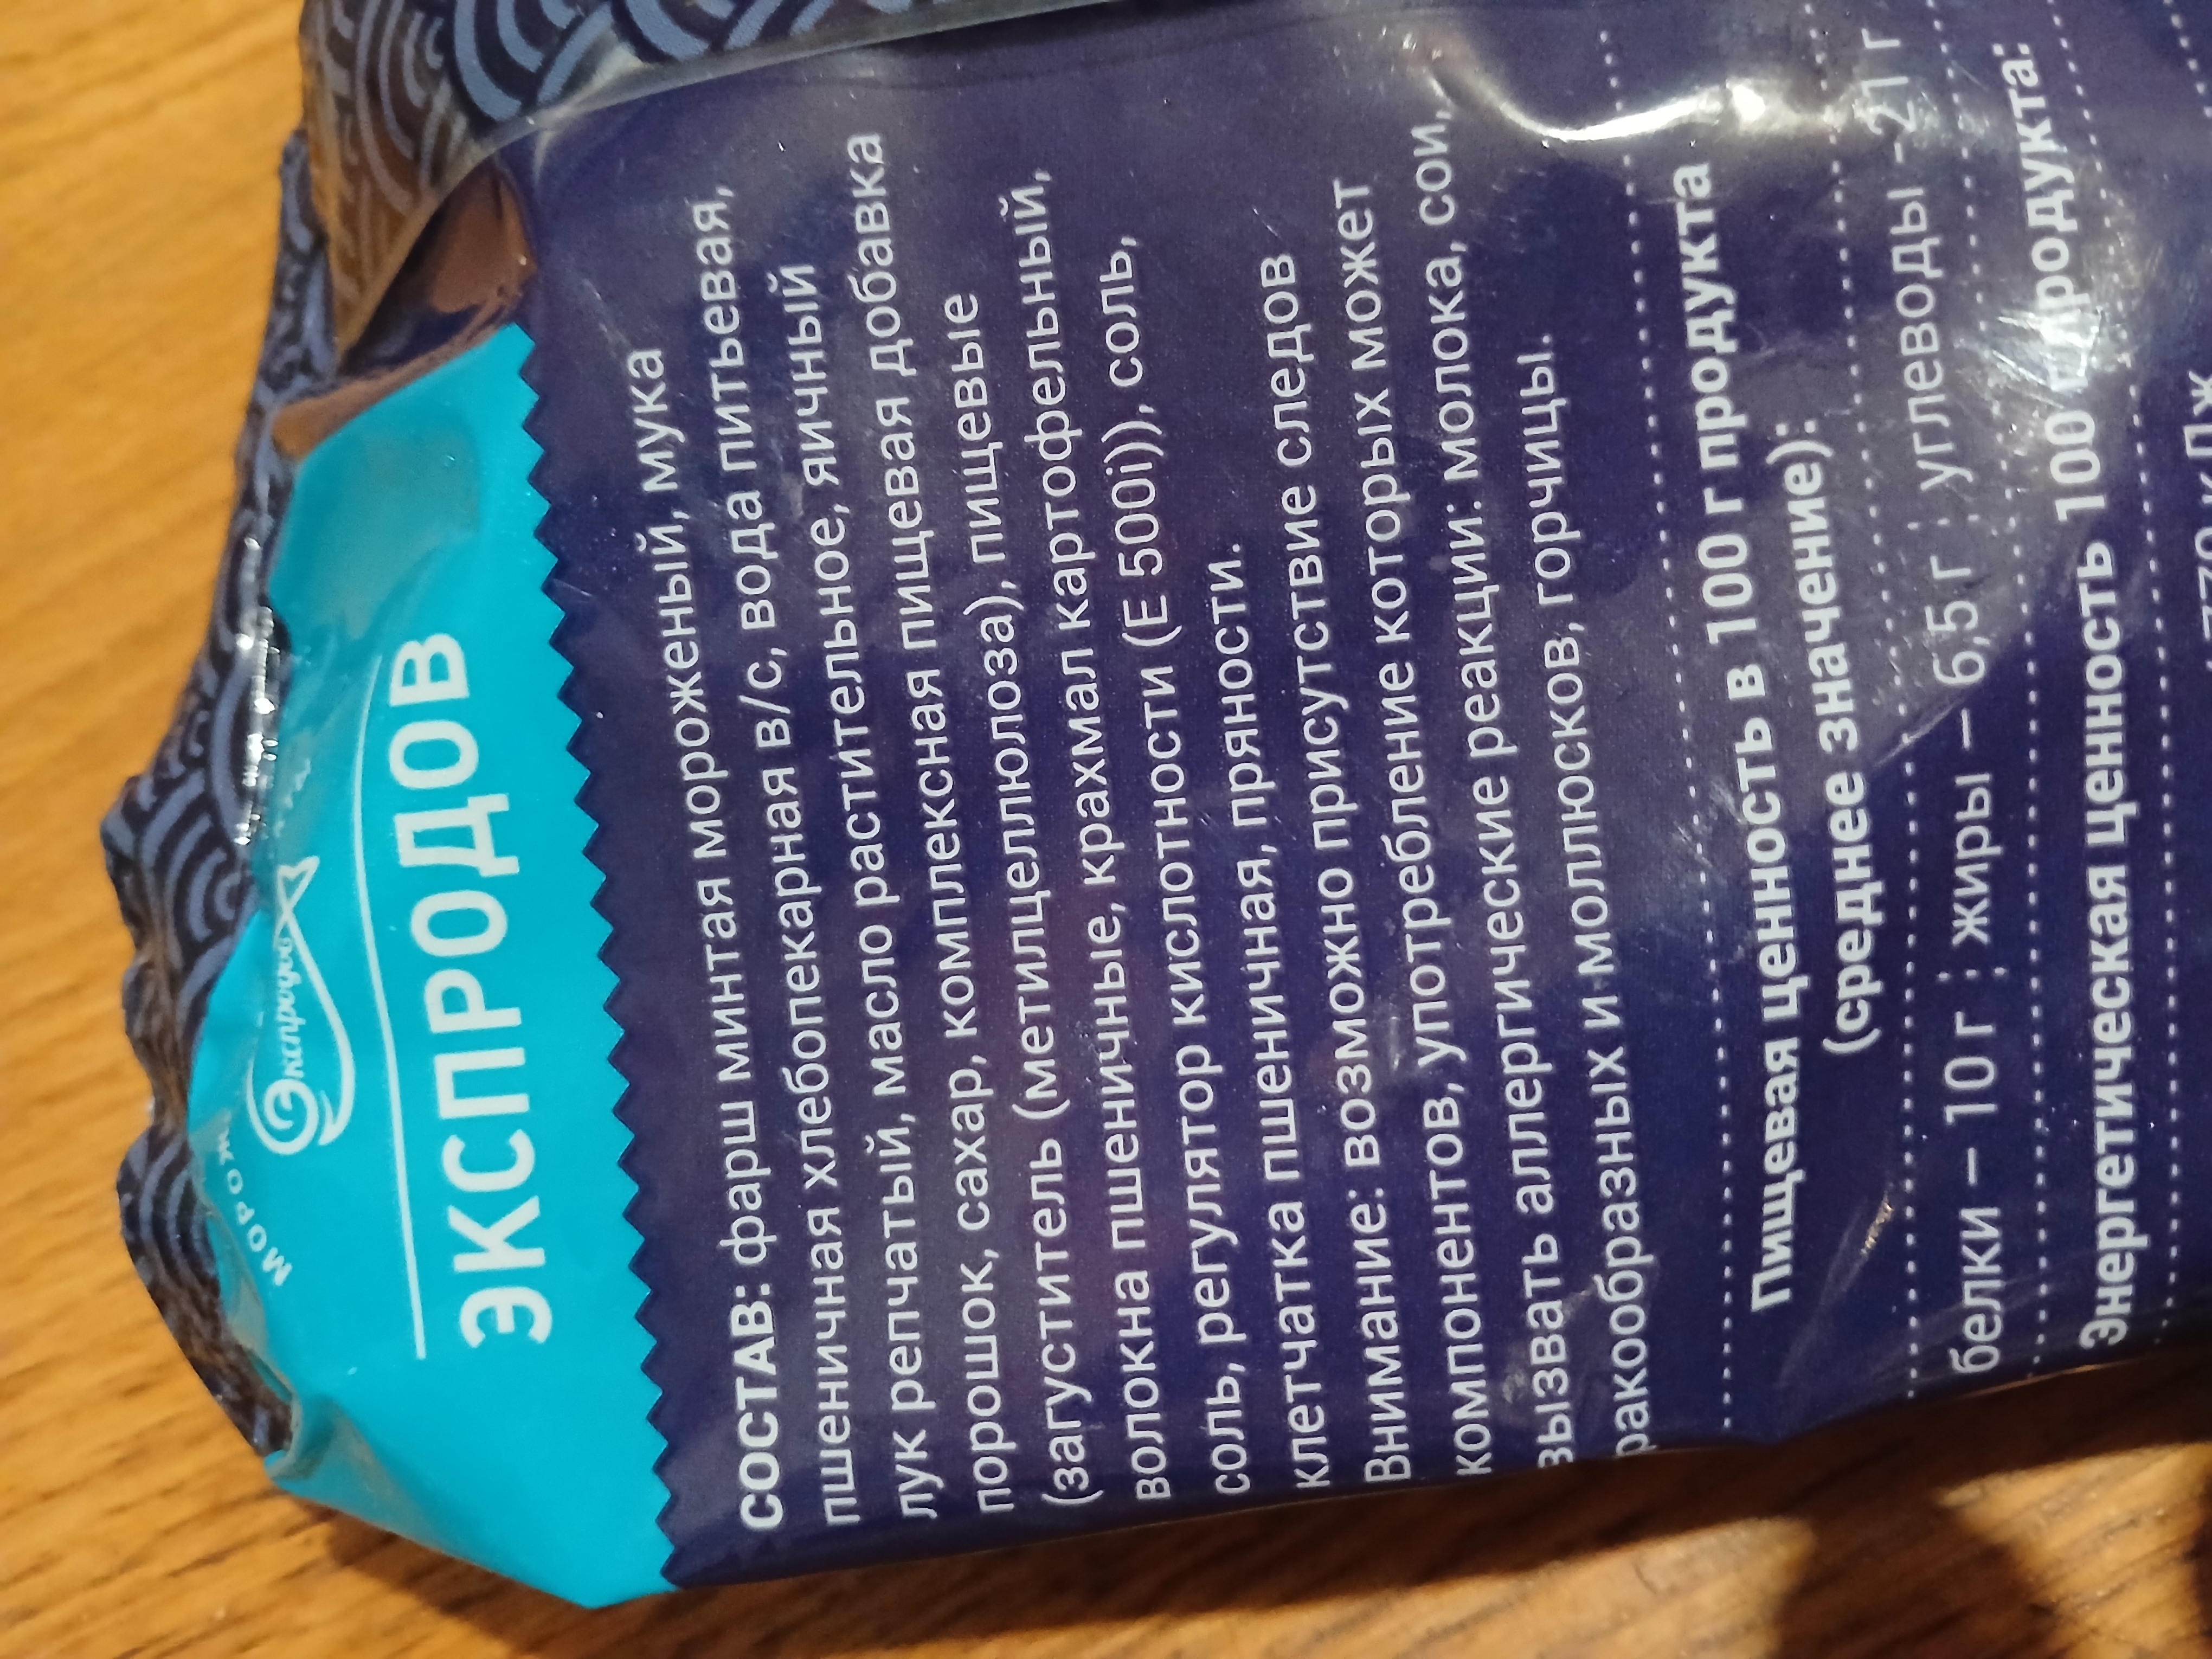 МОРОЖ
Экспродов
ЭКСПРОДОВ
СОСТАВ: фарш минтая мороженый, мука
пшеничная хлебопекарная в/с, вода питьевая,
лук репчатый, масло растительное, яичный
порошок, сахар, комплексная пищевая добавка
(загуститель (метилцеллюлоза), пищевые
волокна пшеничные, крахмал картофельный,
соль, регулятор кислотности (Е 500i)), соль,
клетчатка пшеничная, пряности.
Внимание: возможно присутствие следов
компонентов, употребление которых может
вызвать аллергические реакции: молока, сои,
ракообразных и моллюсков, горчицы.
Пищевая ценность в 100 г продукта
(среднее значение):
белки – 10 г жиры – 6,5 г углеводы – 21 г
Энергетическая ценность 100 г продукта: